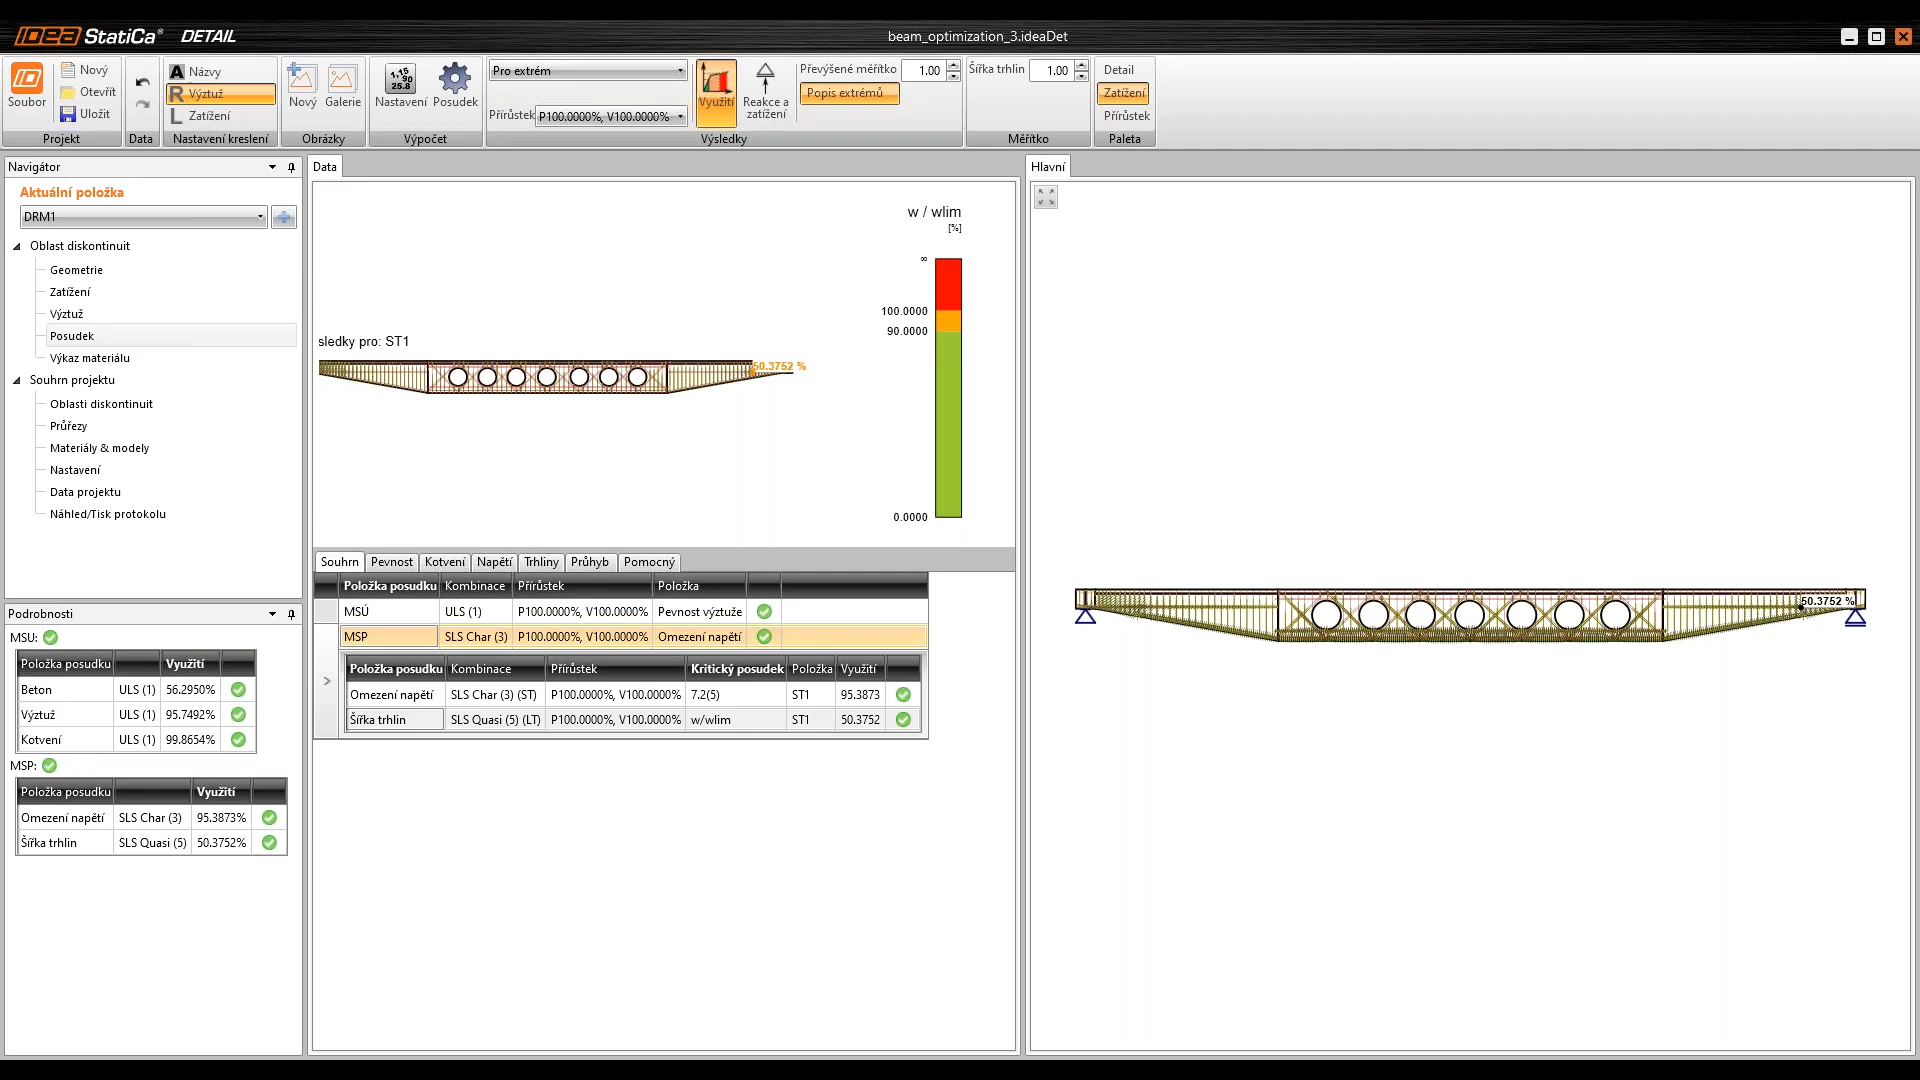 IDEA StatiCa® DETAIL
beam_optimization_3.ideaDet
Soubor
Nový
Otevřít
Uložit
Projekt
Data
Názvy
Výztuž
Zatížení
Nastavení kreslení
Nový
Galerie
Obrázky
Nastavení
Posudek
Výpočet
Pro extrém
Přírůstek P100.0000%, V100.0000%
Využití
Reakce a zatížení
Převýšené měřítko 1.00
Popis extrémů
Výsledky
Šířka trhlin 1.00
Měřítko
Detail
Zatížení
Přírůstek
Paleta
Navigátor
Aktuální položka
DRM1
Oblast diskontinuit
Geometrie
Zatížení
Výztuž
Posudek
Výkaz materiálu
Souhrn projektu
Oblasti diskontinuit
Průřezy
Materiály & modely
Nastavení
Data projektu
Náhled/Tisk protokolu
Podrobnosti
MSU:
Položka posudku Využití
Beton ULS (1) 56.2950%
Výztuž ULS (1) 95.7492%
Kotvení ULS (1) 99.8654%
MSP:
Položka posudku Využití
Omezení napětí SLS Char (3) 95.3873%
Šířka trhlin SLS Quasi (5) 50.3752%
Data
w / wlim
[%]
∞
100.0000
90.0000
0.0000
sledky pro: ST1
50.3752 %
Souhrn Pevnost Kotvení Napětí Trhliny Průhyb Pomocný
Položka posudku Kombinace Přírůstek Položka
MSÚ ULS (1) P100.0000%, V100.0000% Pevnost výztuže
MSP SLS Char (3) P100.0000%, V100.0000% Omezení napětí
Položka posudku Kombinace Přírůstek Kritický posudek Položka Využití
Omezení napětí SLS Char (3) (ST) P100.0000%, V100.0000% 7.2(5) ST1 95.3873
Šířka trhlin SLS Quasi (5) (LT) P100.0000%, V100.0000% w/wlim ST1 50.3752
Hlavní
50.3752 %